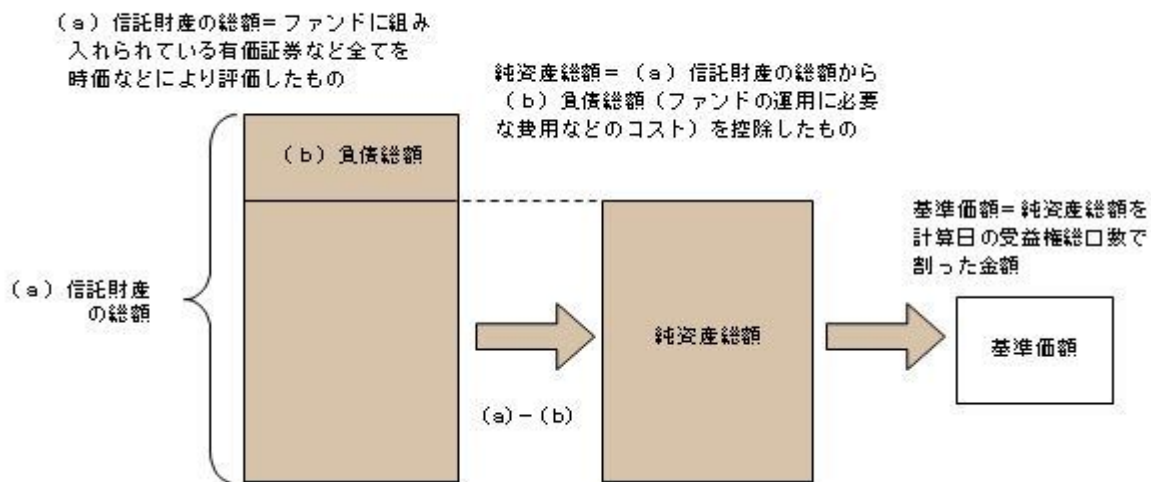 （a）信託財産の総額＝ファンドに組み
入れられている有価証券など全てを
時価などにより評価したもの
純資産総額＝（a）信託財産の総額から
（b）負債総額（ファンドの運用に必要
な費用などのコスト）を控除したもの
（b）負債総額
基準価額＝純資産総額を
計算日の受益権総口数で
割った金額
（a）信託財産
の総額
純資産総額
基準価額
（a）－（b）